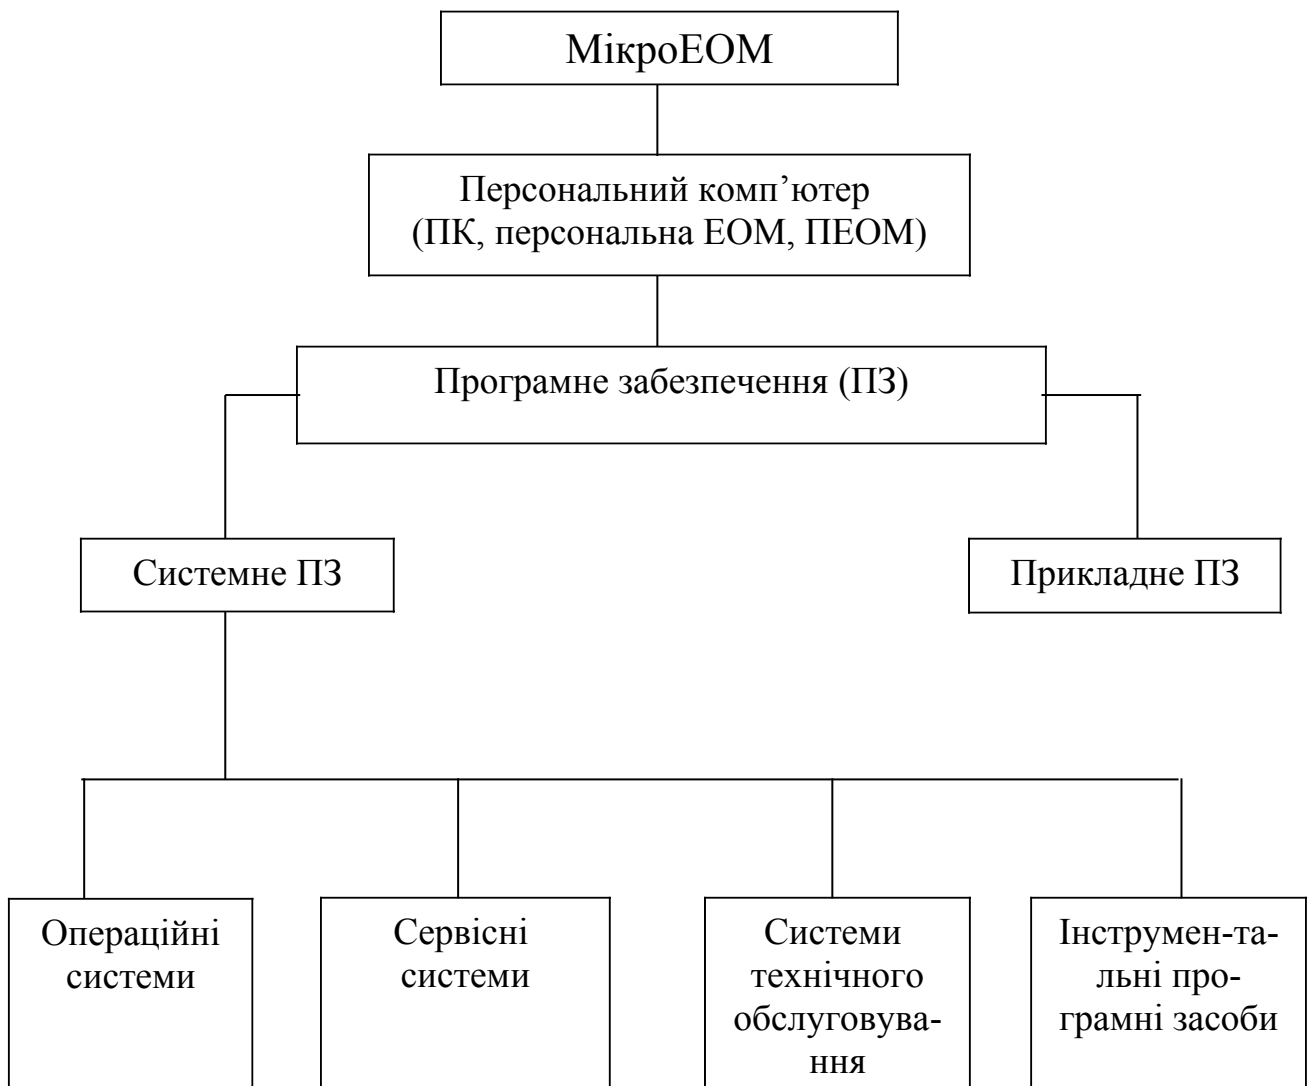 МікроЕОМ
Персональний комп’ютер
(ПК, персональна ЕОМ, ПЕОМ)
Програмне забезпечення (ПЗ)
Системне ПЗ
Прикладне ПЗ
Операційні
системи
Сервісні
системи
Системи
технічного
обслуговува-
ння
Інструмен-та-
льні про-
грамні засоби